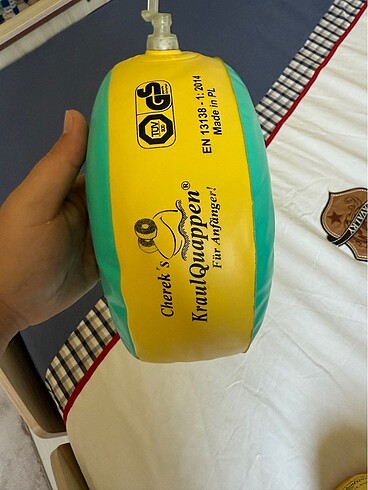 TÜV
GS
EN 13138 - 1: 2014
Made in PL
Cherek´s
KraulQuappen®
Für Anfänger!